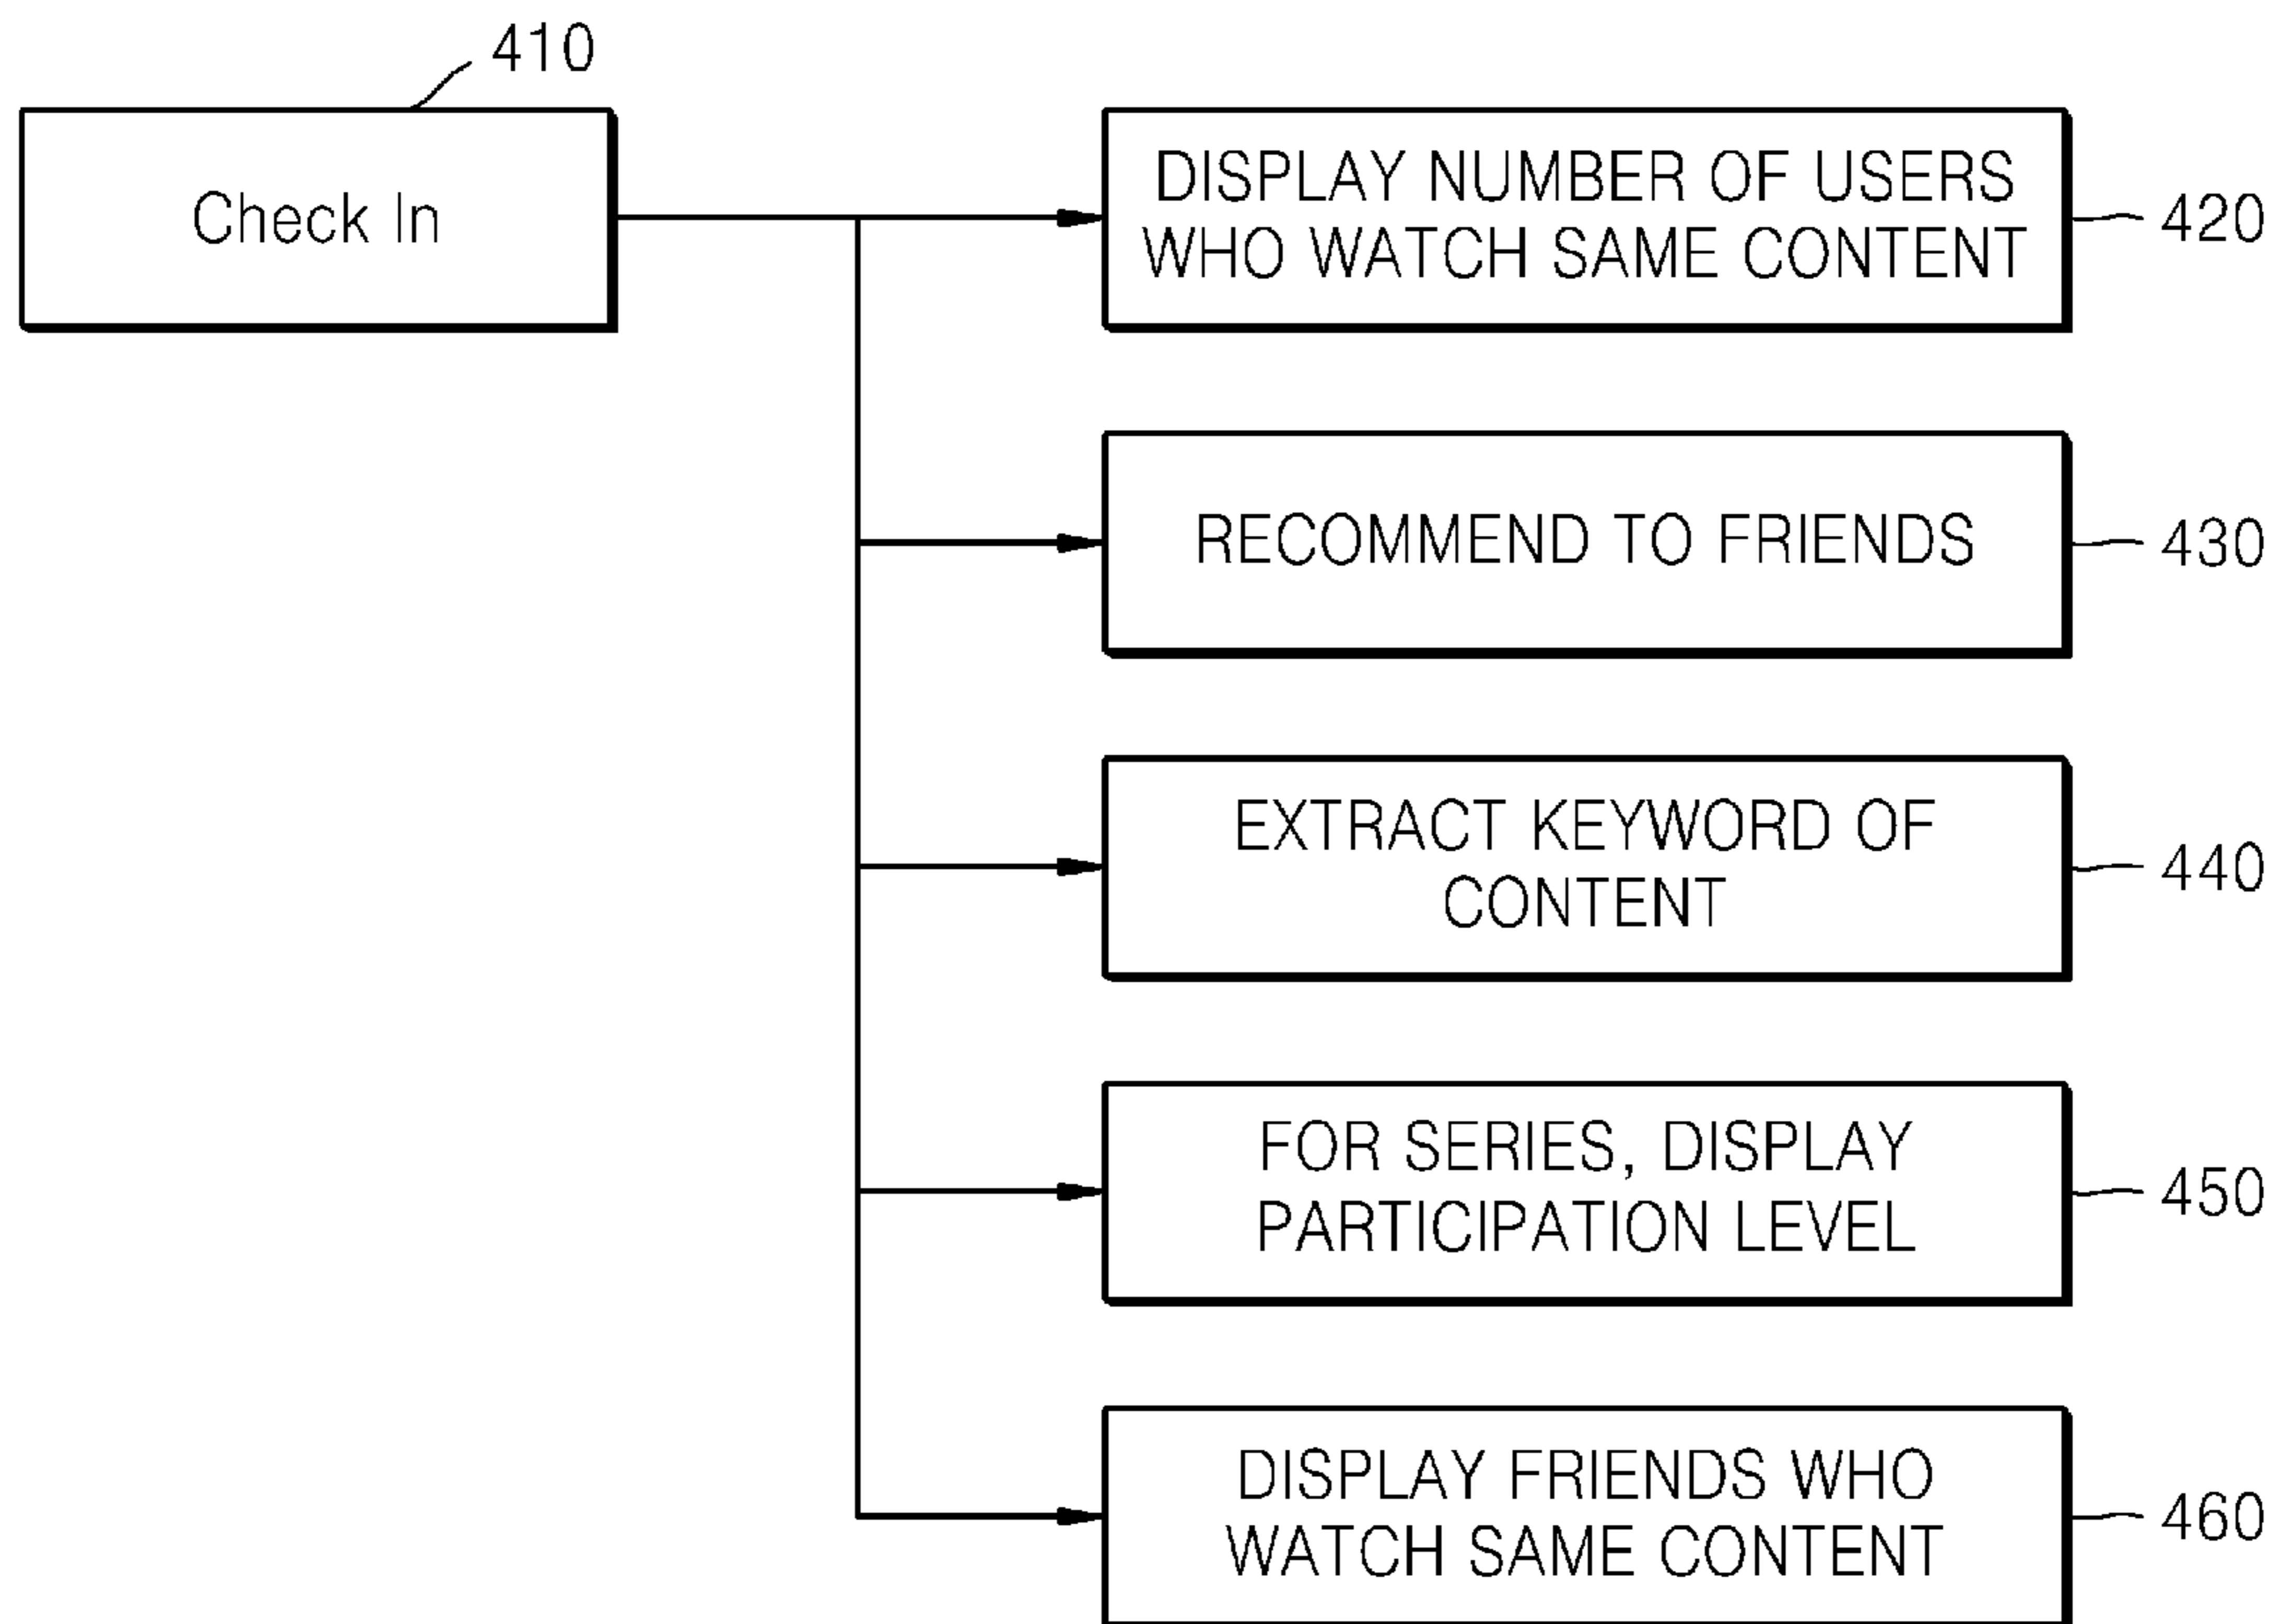 410
Check In
DISPLAY NUMBER OF USERS
WHO WATCH SAME CONTENT
420
RECOMMEND TO FRIENDS
430
EXTRACT KEYWORD OF
CONTENT
440
FOR SERIES, DISPLAY
PARTICIPATION LEVEL
450
DISPLAY FRIENDS WHO
WATCH SAME CONTENT
460